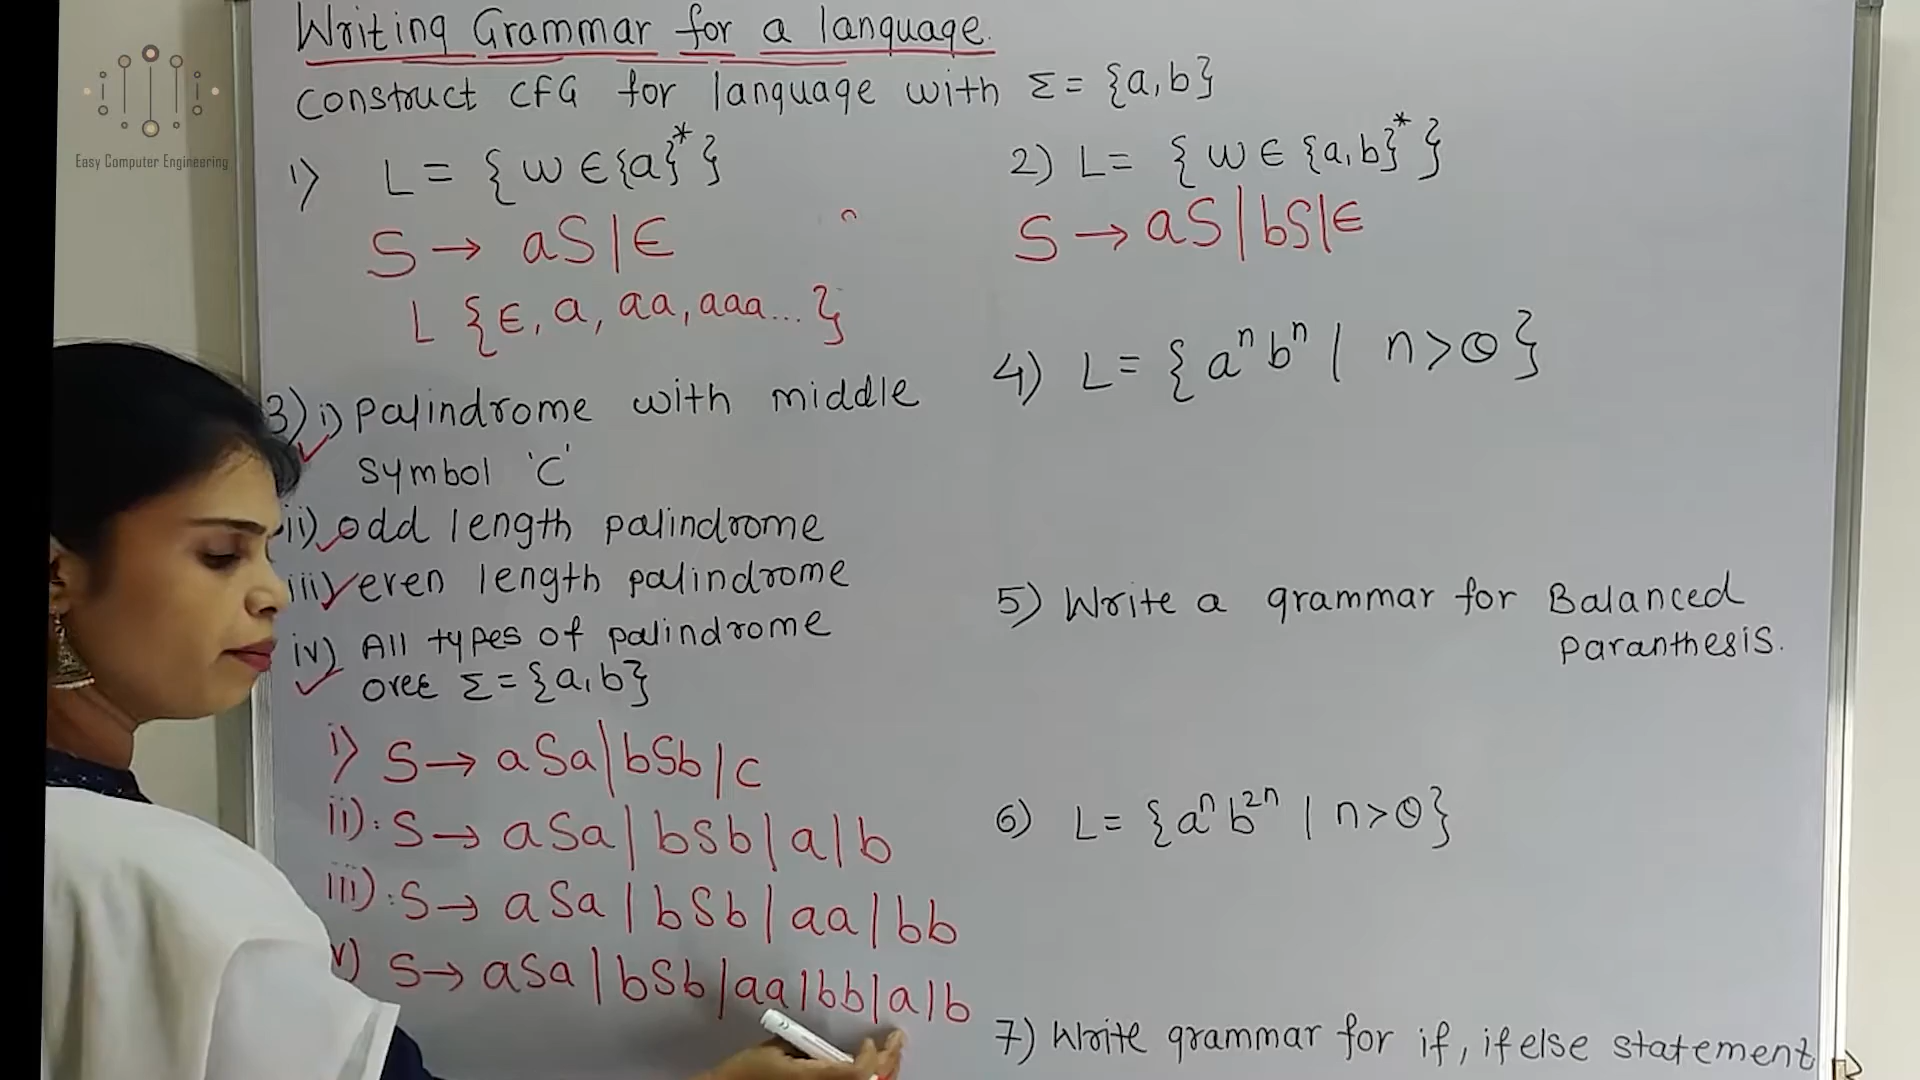 Writing Grammar for a language.
construct CFG for language with Σ = {a,b}
Easy Computer Engineering
1) L = {w ∈ {a}* }
S → aS|ϵ
L {ϵ, a, aa, aaa...}
2) L = {w ∈ {a,b}* }
S → aS|bS|ϵ
3) i) palindrome with middle
symbol 'c'
ii) odd length palindrome
iii) even length palindrome
iv) All types of palindrome
over Σ = {a,b}
i) S → aSa|bSb|c
ii) S → aSa|bSb|a|b
iii) S → aSa|bSb|aa|bb
v) S → aSa|bSb|aa|bb|a|b
4) L = {aⁿbⁿ | n>0}
5) Write a grammar for Balanced
paranthesis.
6) L = {aⁿb²ⁿ | n>0}
7) Write grammar for if, if else statement